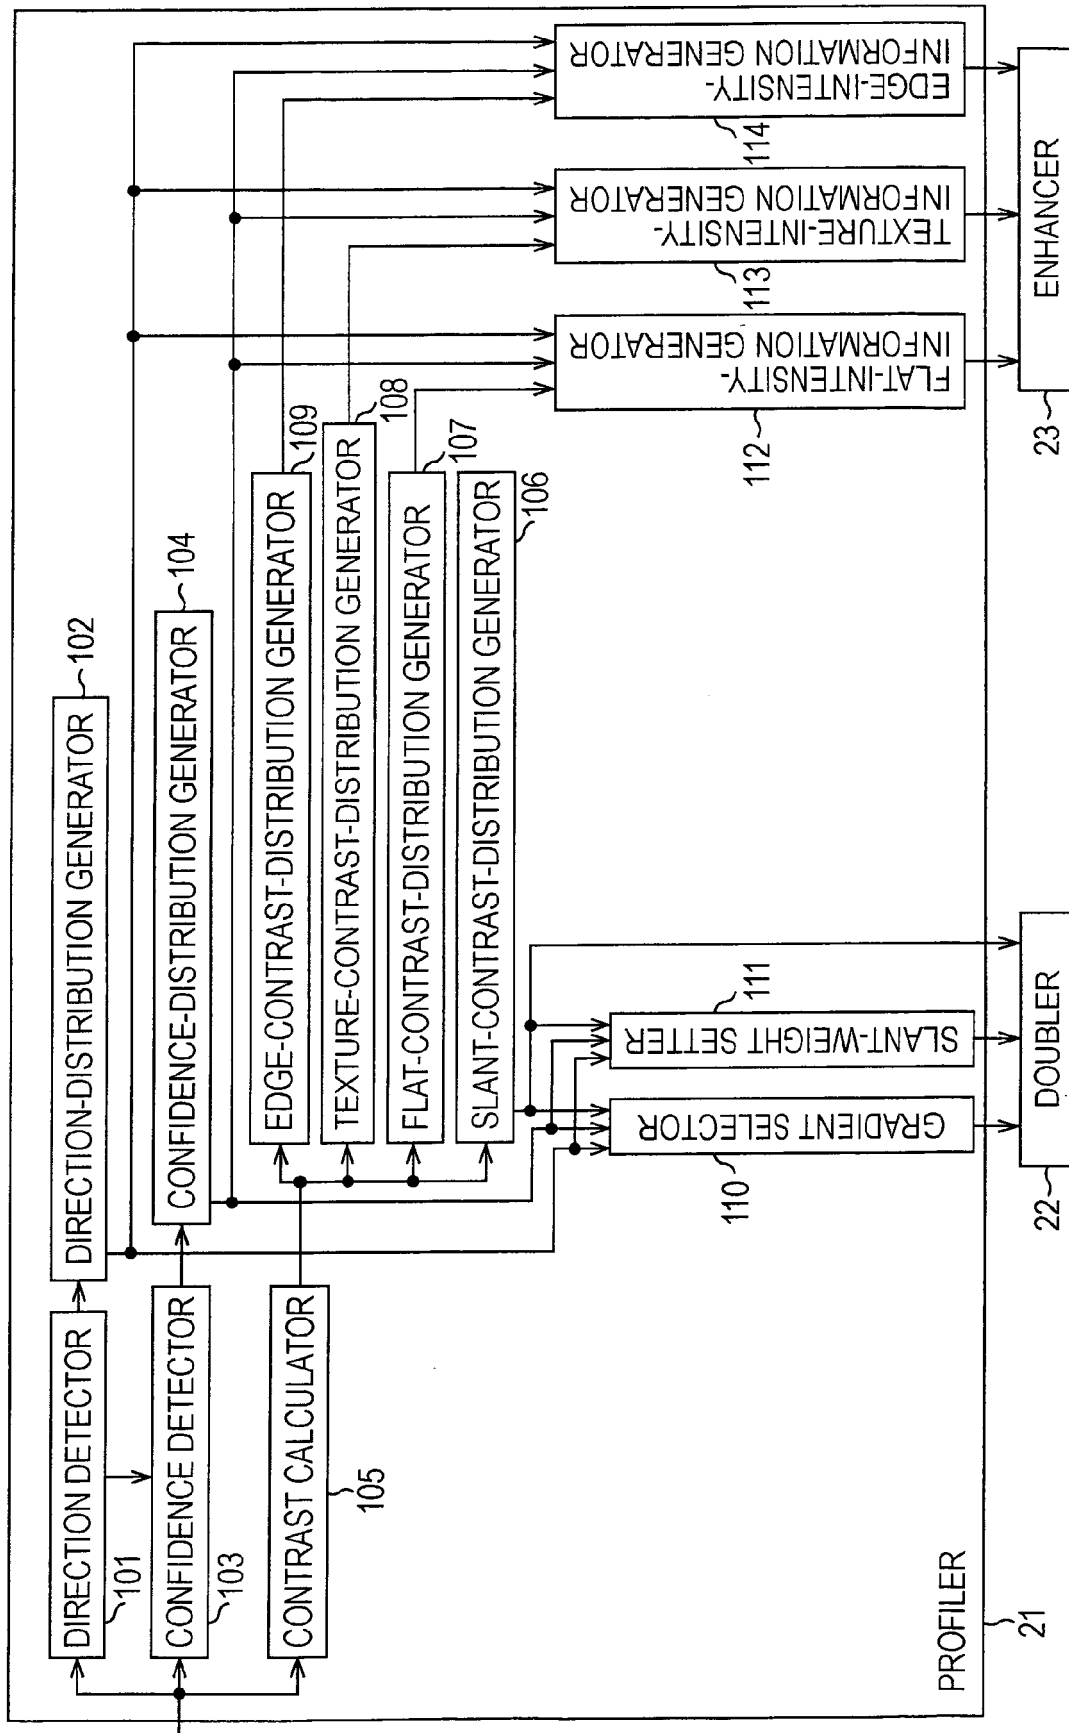 DIRECTION DETECTOR
101
DIRECTION-DISTRIBUTION GENERATOR
102
CONFIDENCE DETECTOR
103
CONFIDENCE-DISTRIBUTION GENERATOR
104
CONTRAST CALCULATOR
105
EDGE-CONTRAST-DISTRIBUTION GENERATOR
109
TEXTURE-CONTRAST-DISTRIBUTION GENERATOR
108
FLAT-CONTRAST-DISTRIBUTION GENERATOR
107
SLANT-CONTRAST-DISTRIBUTION GENERATOR
106
GRADIENT SELECTOR
110
SLANT-WEIGHT SETTER
111
FLAT-INTENSITY-
INFORMATION GENERATOR
112
TEXTURE-INTENSITY-
INFORMATION GENERATOR
113
EDGE-INTENSITY-
INFORMATION GENERATOR
114
PROFILER
21
DOUBLER
22
ENHANCER
23